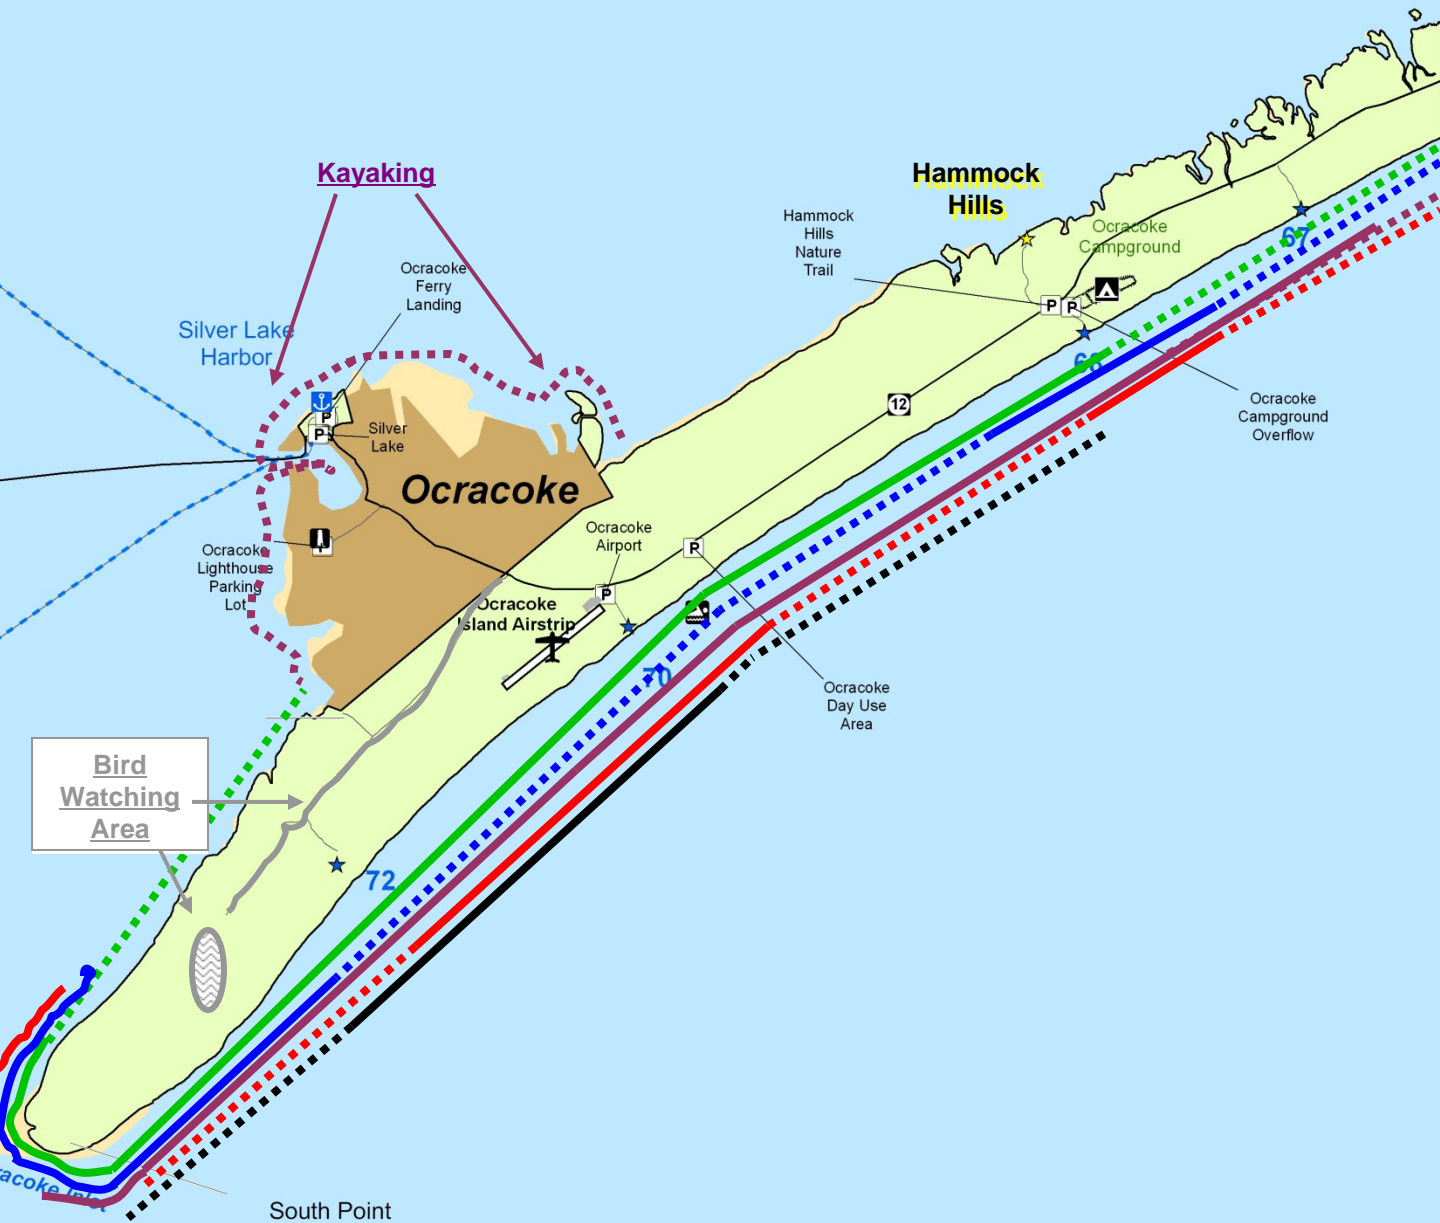 Kayaking
Hammock
Hills
Hammock
Hills
Nature
Trail
Ocracoke
Campground
67
Ocracoke
Ferry
Landing
Silver Lake
Harbor
P
P
P
P
68
Silver
Lake
12
Ocracoke
Campground
Overflow
Ocracoke
Ocracoke
Airport
P
Ocracoke
Lighthouse
Parking
Lot
P
Ocracoke
Island Airstrip
70
Ocracoke
Day Use
Area
Bird
Watching
Area
72
South Point